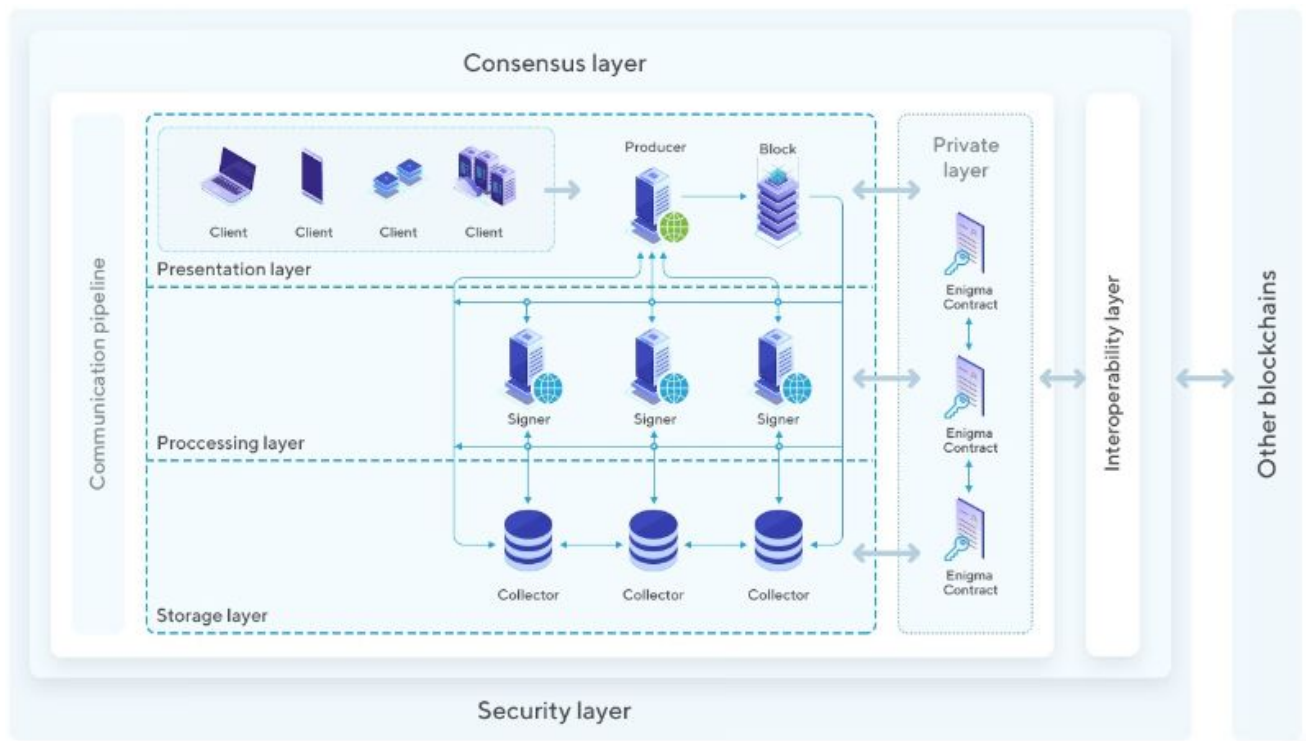 Consensus layer
Communication pipeline
Client
Client
Client
Client
Presentation layer
Producer
Block
Signer
Signer
Signer
Proccessing layer
Collector
Collector
Collector
Storage layer
Private
layer
Enigma
Contract
Enigma
Contract
Enigma
Contract
Interoperability layer
Other blockchains
Security layer